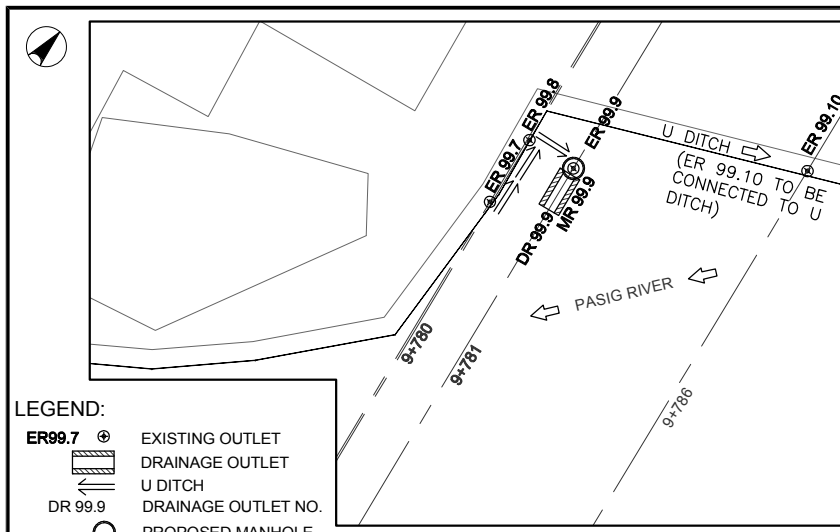 ER 99.8
ER 99.9
ER 99.10
ER 99.7
U DITCH
(ER 99.10 TO BE
CONNECTED TO U
DITCH)
DR 99.9
MR 99.9
PASIG RIVER
9+780
9+781
9+786
LEGEND:
ER99.7 EXISTING OUTLET
DRAINAGE OUTLET
U DITCH
DR 99.9 DRAINAGE OUTLET NO.
PROPOSED MANHOLE